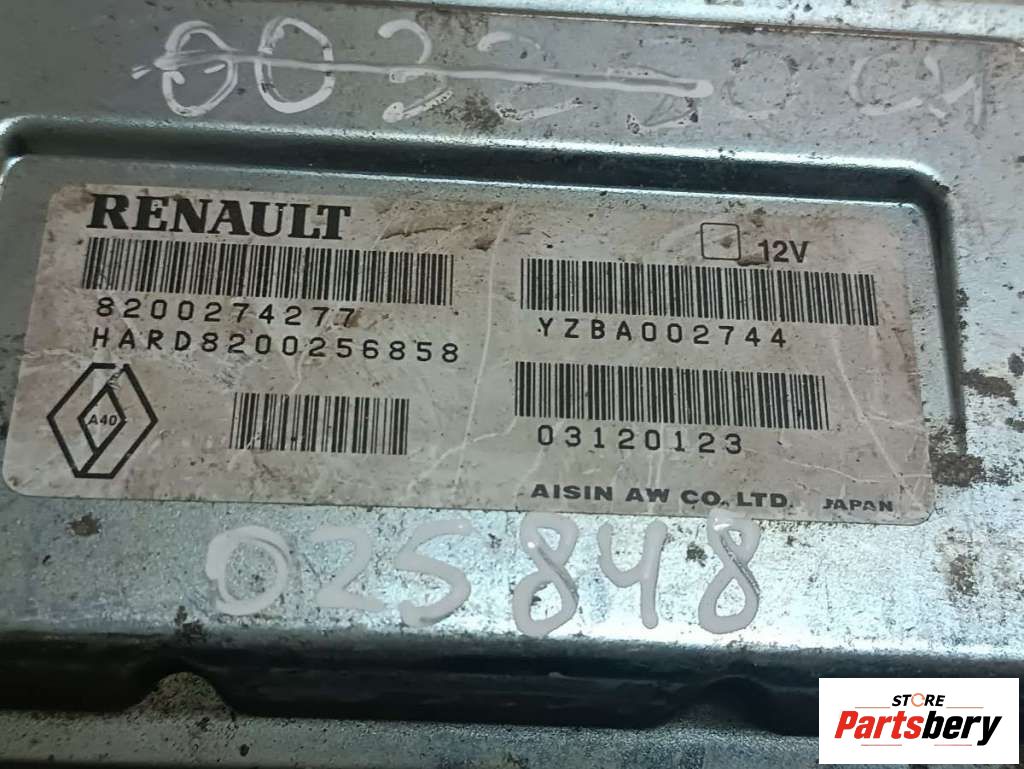 RENAULT
12V
8200274277
HARD8200256858
YZBA002744
A40
03120123
AISIN AW CO., LTD. JAPAN
025848
STORE
Partsbery